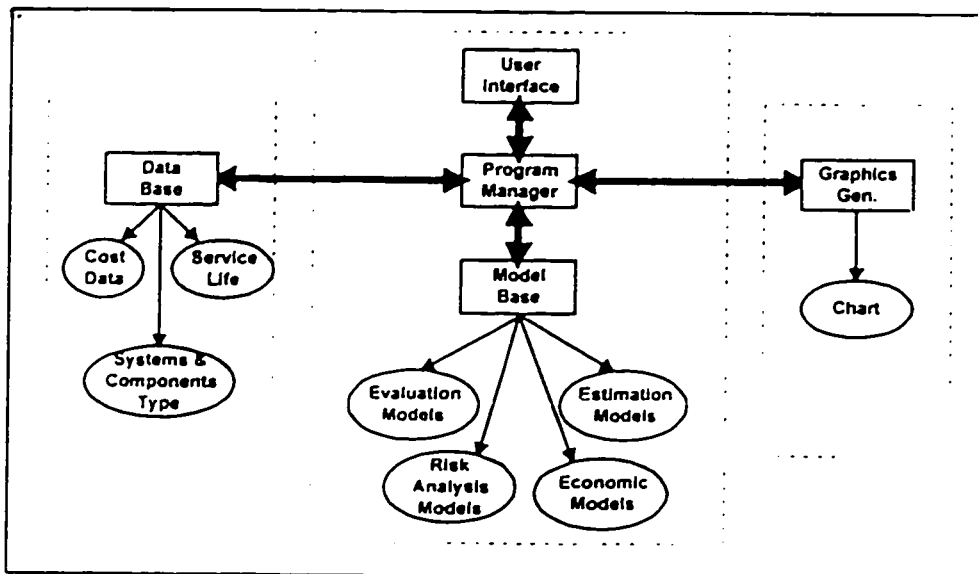 User
Interface
Data
Base
Program
Manager
Graphics
Gen.
Cost
Data
Service
Life
Model
Base
Chart
Systems &
Components
Type
Evaluation
Models
Estimation
Models
Risk
Analysis
Models
Economic
Models